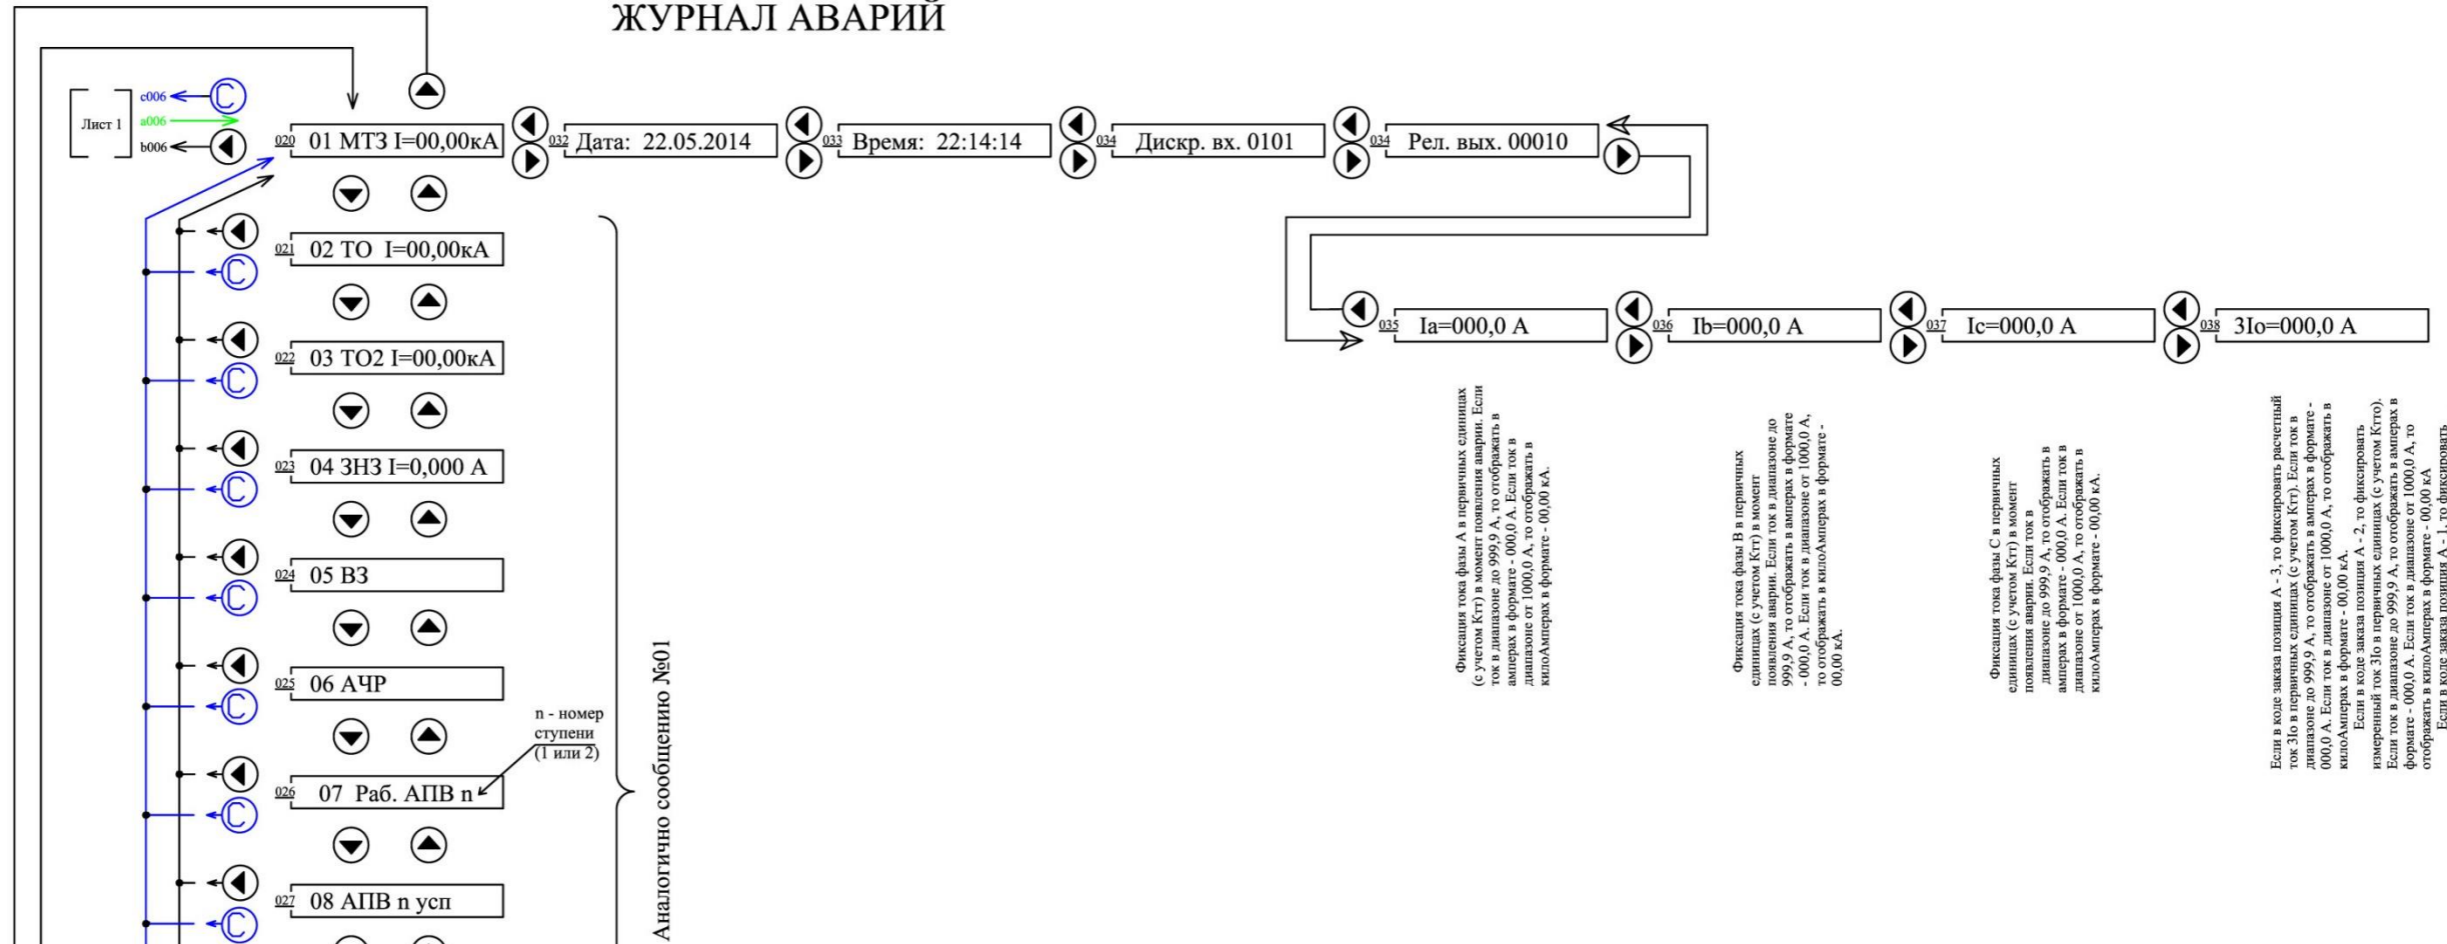 ЖУРНАЛ АВАРИЙ
Лист 1
c006
a006
b006
020 01 МТЗ I=00,00кА
032 Дата: 22.05.2014
033 Время: 22:14:14
034 Дискр. вх. 0101
034 Рел. вых. 00010
021 02 ТО I=00,00кА
022 03 ТО2 I=00,00кА
023 04 ЗНЗ I=0,000 А
024 05 ВЗ
025 06 АЧР
026 07 Раб. АПВ n
n - номер
ступени
(1 или 2)
027 08 АПВ n усп
Аналогично сообщению №01
035 Ia=000,0 А
036 Ib=000,0 А
037 Ic=000,0 А
038 3Io=000,0 А
Фиксация тока фазы А в первичных единицах
(с учетом Ктт) в момент появления аварии. Если
ток в диапазоне до 999,9 А, то отображать в
амперах в формате - 000,0 А. Если ток в
диапазоне от 1000,0 А, то отображать в
килоАмперах в формате - 00,00 кА.
Фиксация тока фазы В в первичных
единицах (с учетом Ктт) в момент
появления аварии. Если ток в диапазоне до
999,9 А, то отображать в амперах в формате
- 000,0 А. Если ток в диапазоне от 1000,0 А,
то отображать в килоАмперах в формате -
00,00 кА.
Фиксация тока фазы С в первичных
единицах (с учетом Ктт) в момент
появления аварии. Если ток в
диапазоне до 999,9 А, то отображать в
амперах в формате - 000,0 А. Если ток в
диапазоне от 1000,0 А, то отображать в
килоАмперах в формате - 00,00 кА.
Если в коде заказа позиция А - 3, то фиксировать расчетный
ток 3Io в первичных единицах (с учетом Ктт). Если ток в
диапазоне до 999,9 А, то отображать в амперах в формате -
000,0 А. Если ток в диапазоне от 1000,0 А, то отображать в
килоАмперах в формате - 00,00 кА.
Если в коде заказа позиция А - 2, то фиксировать
измеренный ток 3Io в первичных единицах (с учетом Ктто).
Если ток в диапазоне до 999,9 А, то отображать в амперах в
формате - 000,0 А. Если ток в диапазоне от 1000,0 А, то
отображать в килоАмперах в формате - 00,00 кА
Если в коде заказа позиция А - 1, то фиксировать